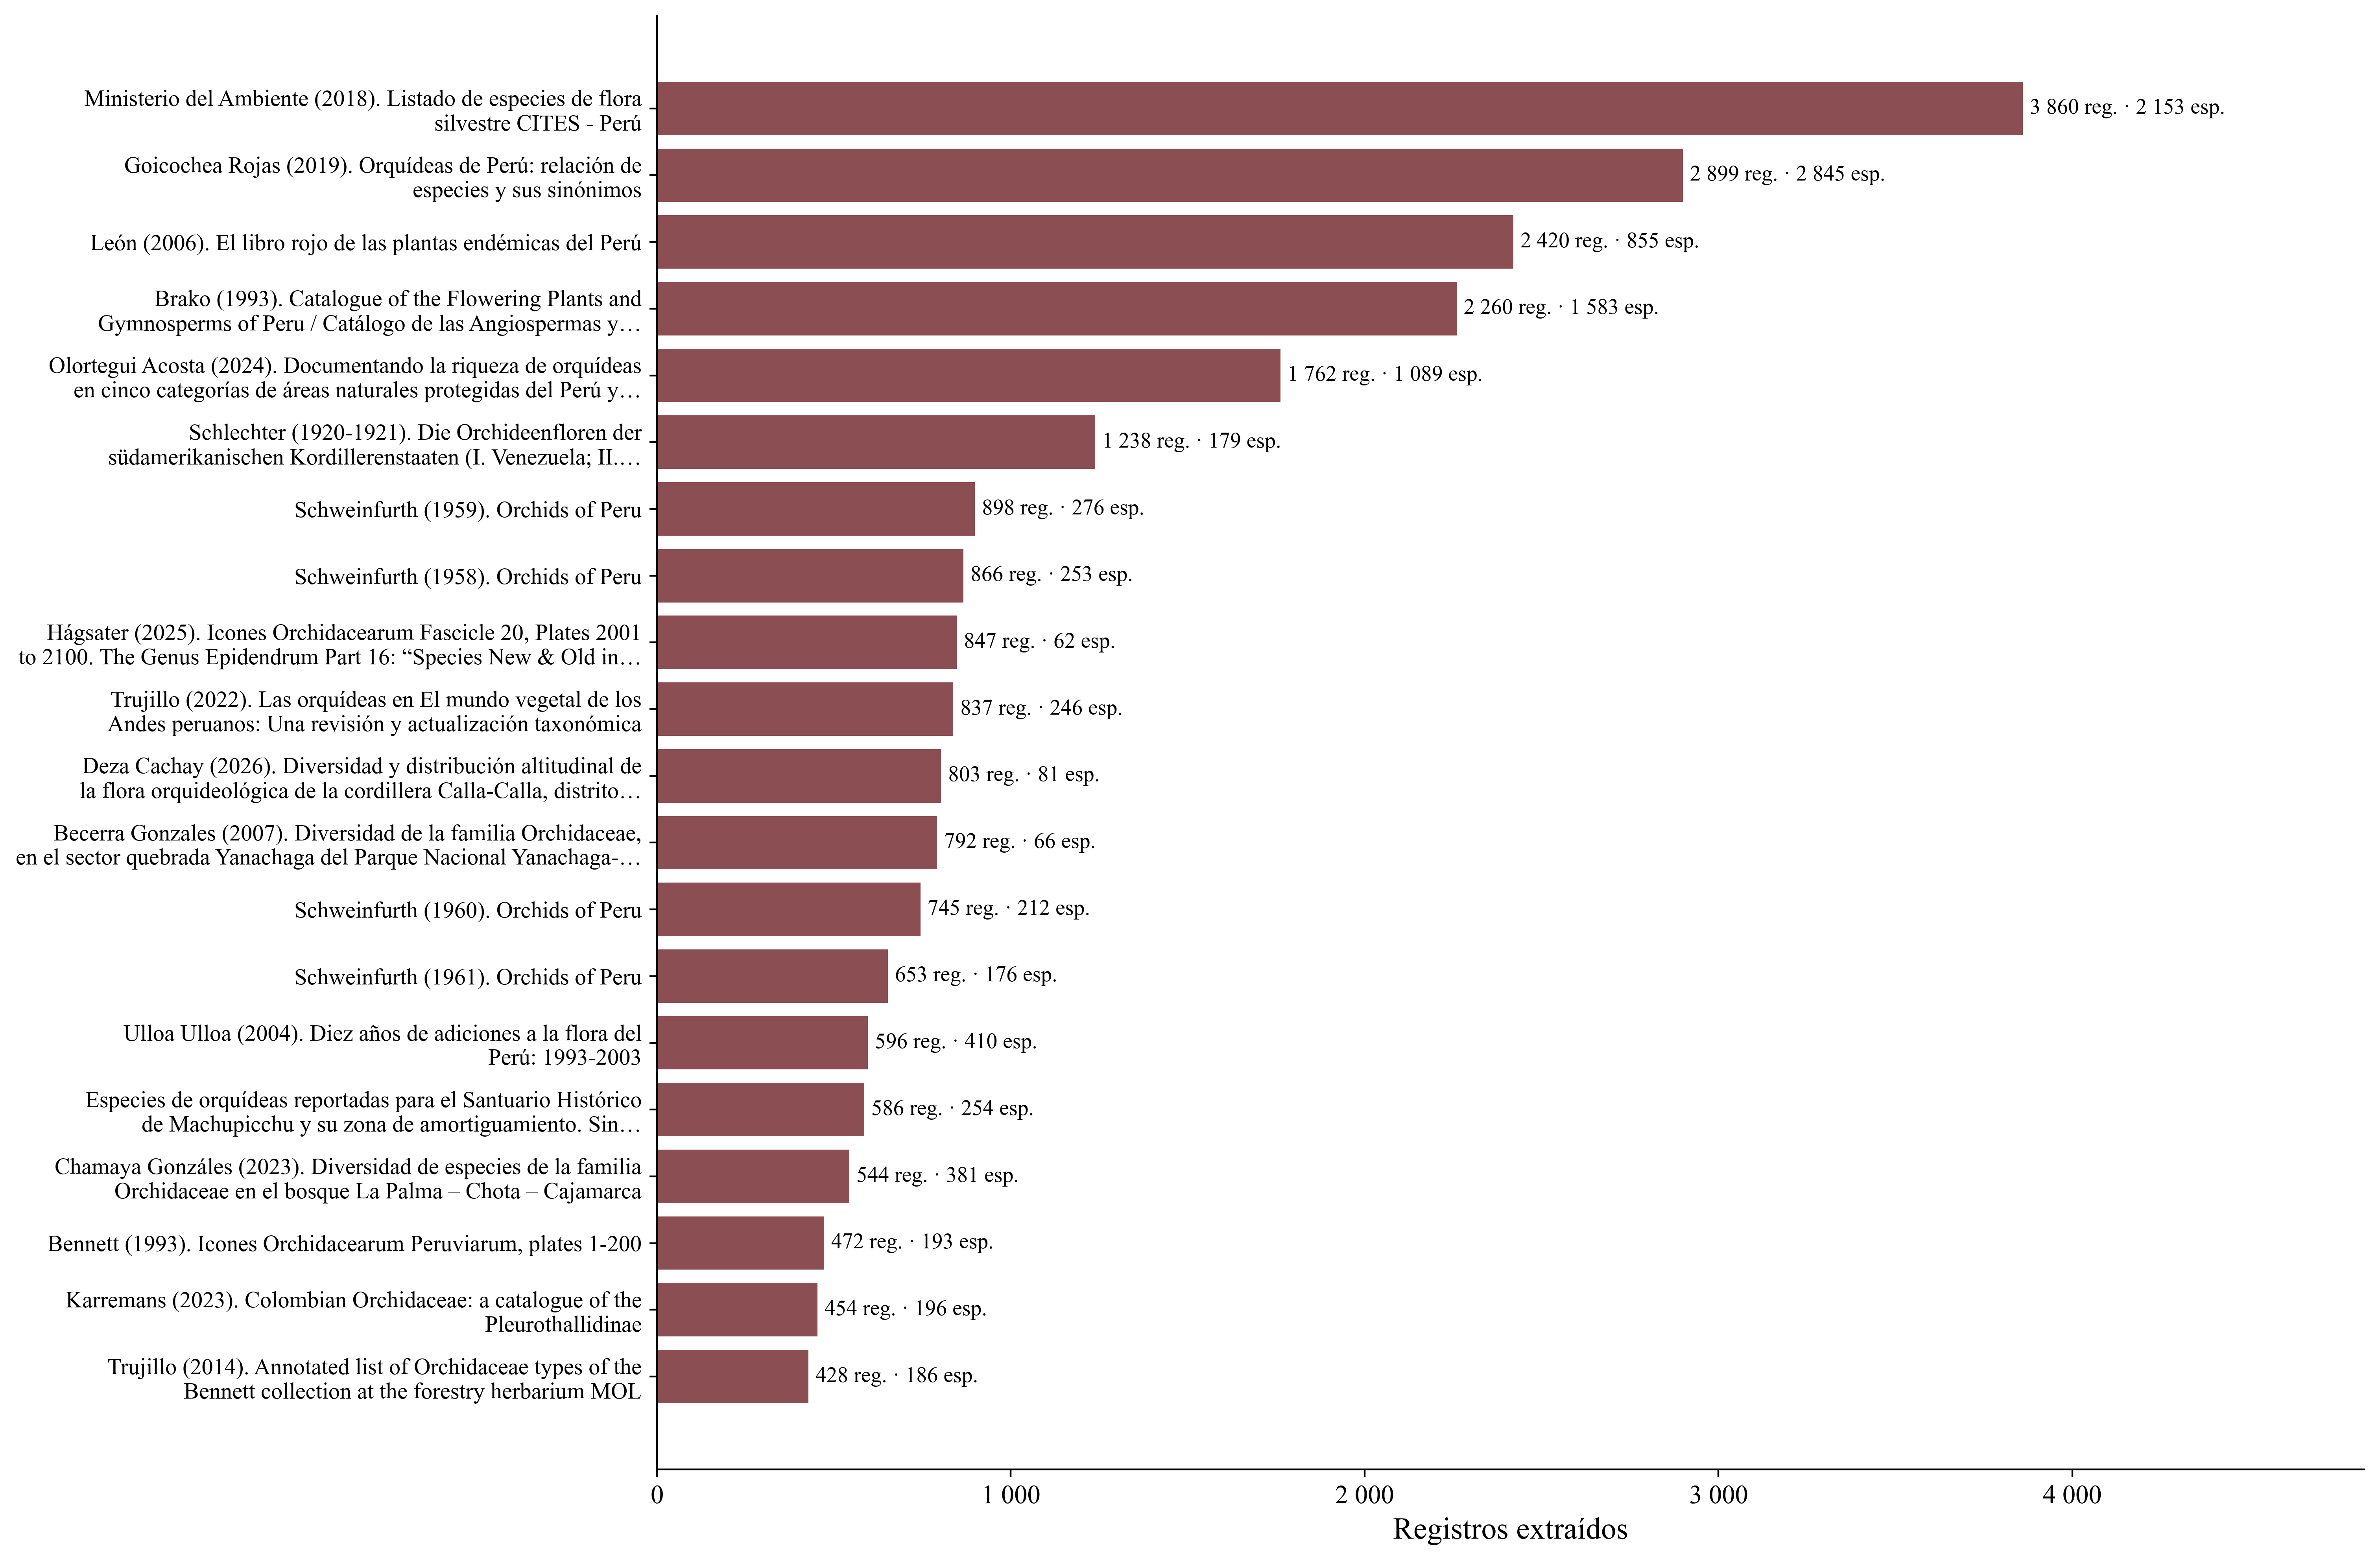 Ministerio del Ambiente (2018). Listado de especies de flora
silvestre CITES - Perú
3 860 reg. · 2 153 esp.
Goicochea Rojas (2019). Orquídeas de Perú: relación de
especies y sus sinónimos
2 899 reg. · 2 845 esp.
León (2006). El libro rojo de las plantas endémicas del Perú
2 420 reg. · 855 esp.
Brako (1993). Catalogue of the Flowering Plants and
Gymnosperms of Peru / Catálogo de las Angiospermas y…
2 260 reg. · 1 583 esp.
Olortegui Acosta (2024). Documentando la riqueza de orquídeas
en cinco categorías de áreas naturales protegidas del Perú y…
1 762 reg. · 1 089 esp.
Schlechter (1920-1921). Die Orchideenfloren der
südamerikanischen Kordillerenstaaten (I. Venezuela; II.…
1 238 reg. · 179 esp.
Schweinfurth (1959). Orchids of Peru
898 reg. · 276 esp.
Schweinfurth (1958). Orchids of Peru
866 reg. · 253 esp.
Hágsater (2025). Icones Orchidacearum Fascicle 20, Plates 2001
to 2100. The Genus Epidendrum Part 16: “Species New & Old in…
847 reg. · 62 esp.
Trujillo (2022). Las orquídeas en El mundo vegetal de los
Andes peruanos: Una revisión y actualización taxonómica
837 reg. · 246 esp.
Deza Cachay (2026). Diversidad y distribución altitudinal de
la flora orquideológica de la cordillera Calla-Calla, distrito…
803 reg. · 81 esp.
Becerra Gonzales (2007). Diversidad de la familia Orchidaceae,
en el sector quebrada Yanachaga del Parque Nacional Yanachaga-…
792 reg. · 66 esp.
Schweinfurth (1960). Orchids of Peru
745 reg. · 212 esp.
Schweinfurth (1961). Orchids of Peru
653 reg. · 176 esp.
Ulloa Ulloa (2004). Diez años de adiciones a la flora del
Perú: 1993-2003
596 reg. · 410 esp.
Especies de orquídeas reportadas para el Santuario Histórico
de Machupicchu y su zona de amortiguamiento. Sin…
586 reg. · 254 esp.
Chamaya Gonzáles (2023). Diversidad de especies de la familia
Orchidaceae en el bosque La Palma – Chota – Cajamarca
544 reg. · 381 esp.
Bennett (1993). Icones Orchidacearum Peruviarum, plates 1-200
472 reg. · 193 esp.
Karremans (2023). Colombian Orchidaceae: a catalogue of the
Pleurothallidinae
454 reg. · 196 esp.
Trujillo (2014). Annotated list of Orchidaceae types of the
Bennett collection at the forestry herbarium MOL
428 reg. · 186 esp.
0 1 000 2 000 3 000 4 000
Registros extraídos